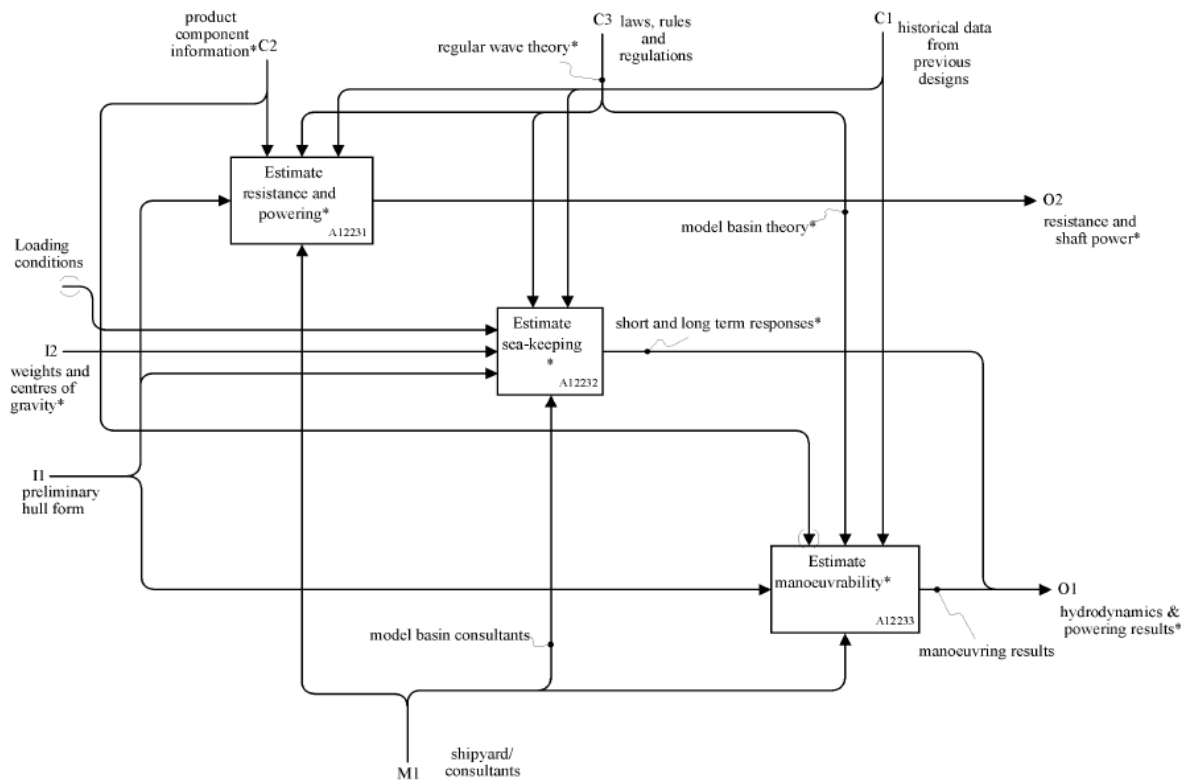 product
component
information*
C2
C3
laws, rules
and
regulations
C1
historical data
from
previous
designs
regular wave theory*
Estimate
resistance and
powering*
A12231
O2
resistance and
shaft power*
model basin theory*
Loading
conditions
Estimate
sea-keeping
*
A12232
short and long term responses*
I2
weights and
centres of
gravity*
I1
preliminary
hull form
Estimate
manoeuvrability*
A12233
O1
hydrodynamics &
powering results*
model basin consultants
manoeuvring results
M1
shipyard/
consultants